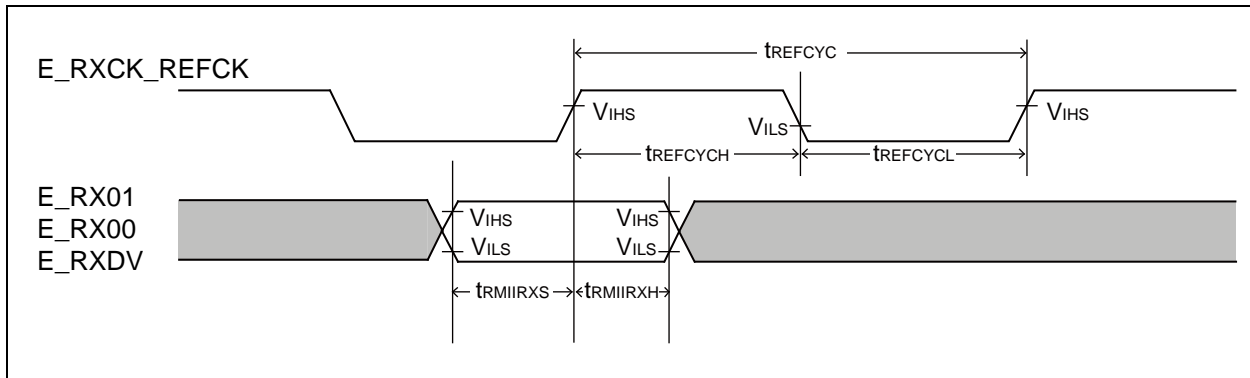 tREFCYC
E_RXCK_REFCK
VIHS
VILS
VIHS
tREFCYCH
tREFCYCL
E_RX01
E_RX00
E_RXDV
VIHS
VIHS
VILS
VILS
tRMIIRXS
tRMIIRXH